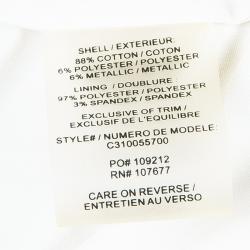 SHELL / EXTERIEUR:
88% COTTON / COTON
6% POLYESTER / POLYESTER
6% METALLIC / METALLIC
LINING / DOUBLURE :
97% POLYESTER / POLYESTER
3% SPANDEX / SPANDEX
EXCLUSIVE OF TRIM /
EXCLUSIF DE L'EQUILIBRE
STYLE# / NUMERO DE MODELE:
C310055700
PO# 109212
RN# 107677
CARE ON REVERSE /
ENTRETIEN AU VERSO